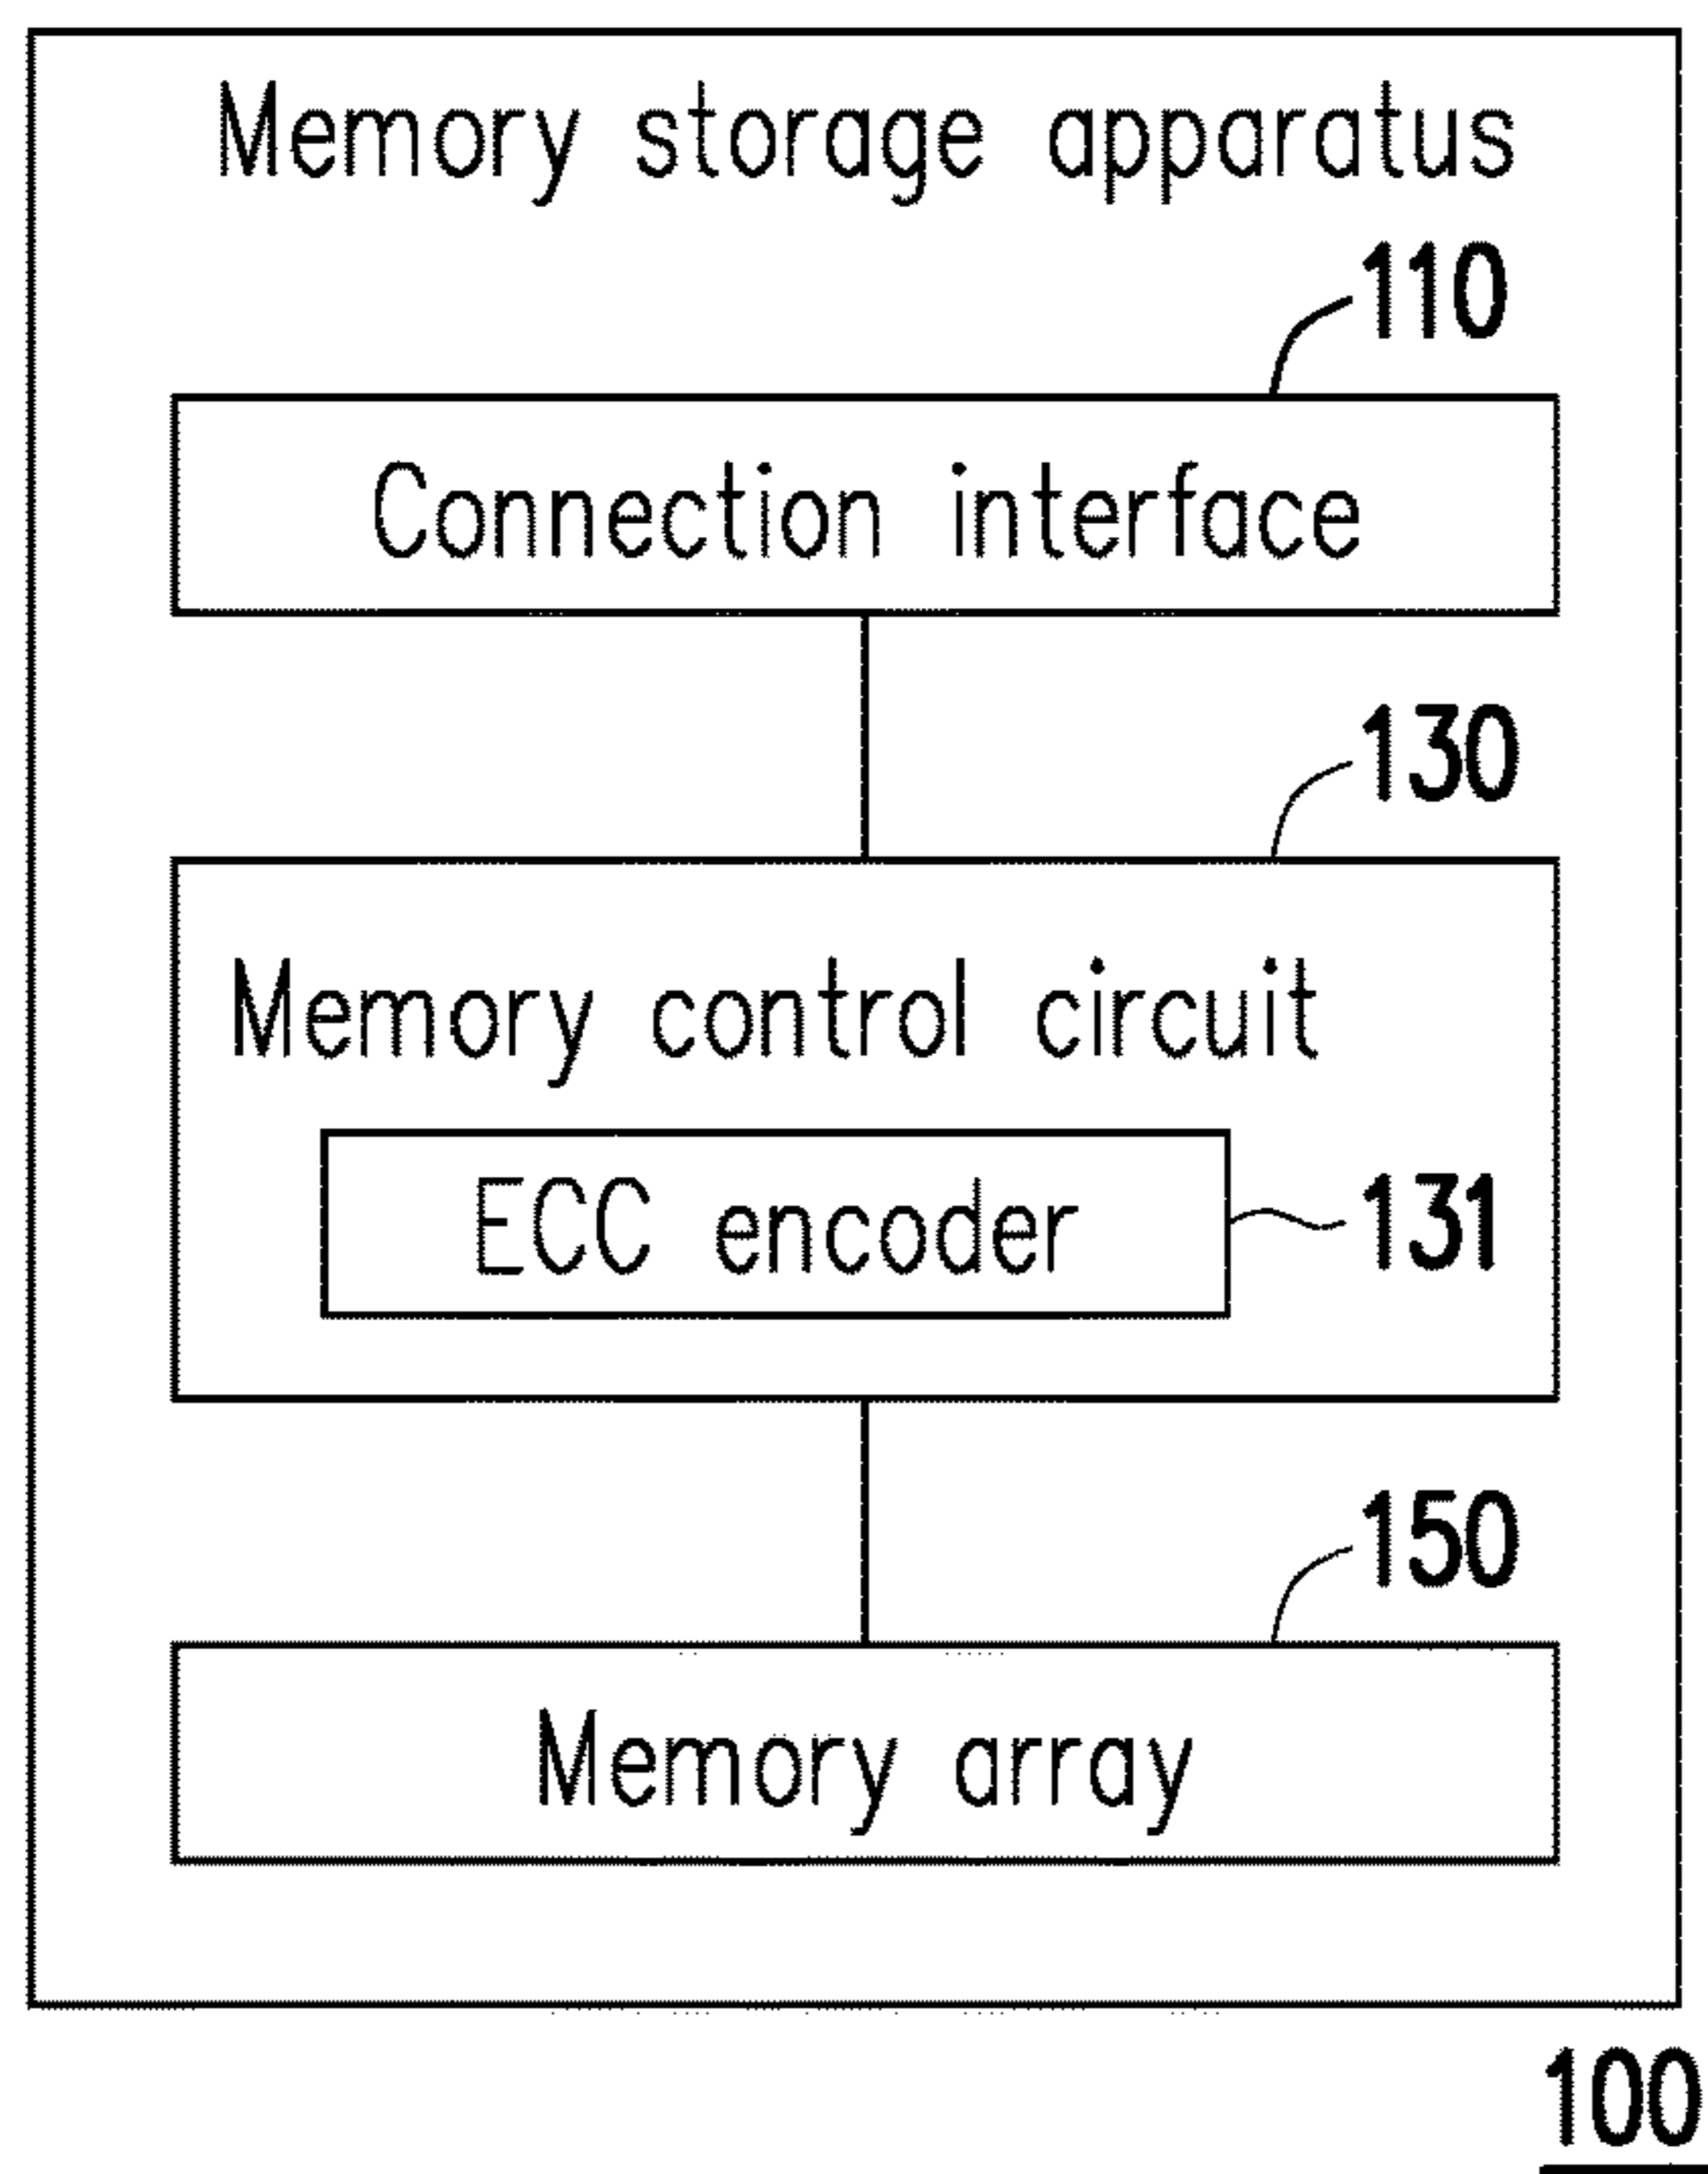 Memory storage apparatus
110
Connection interface
130
Memory control circuit
ECC encoder 131
150
Memory array
100